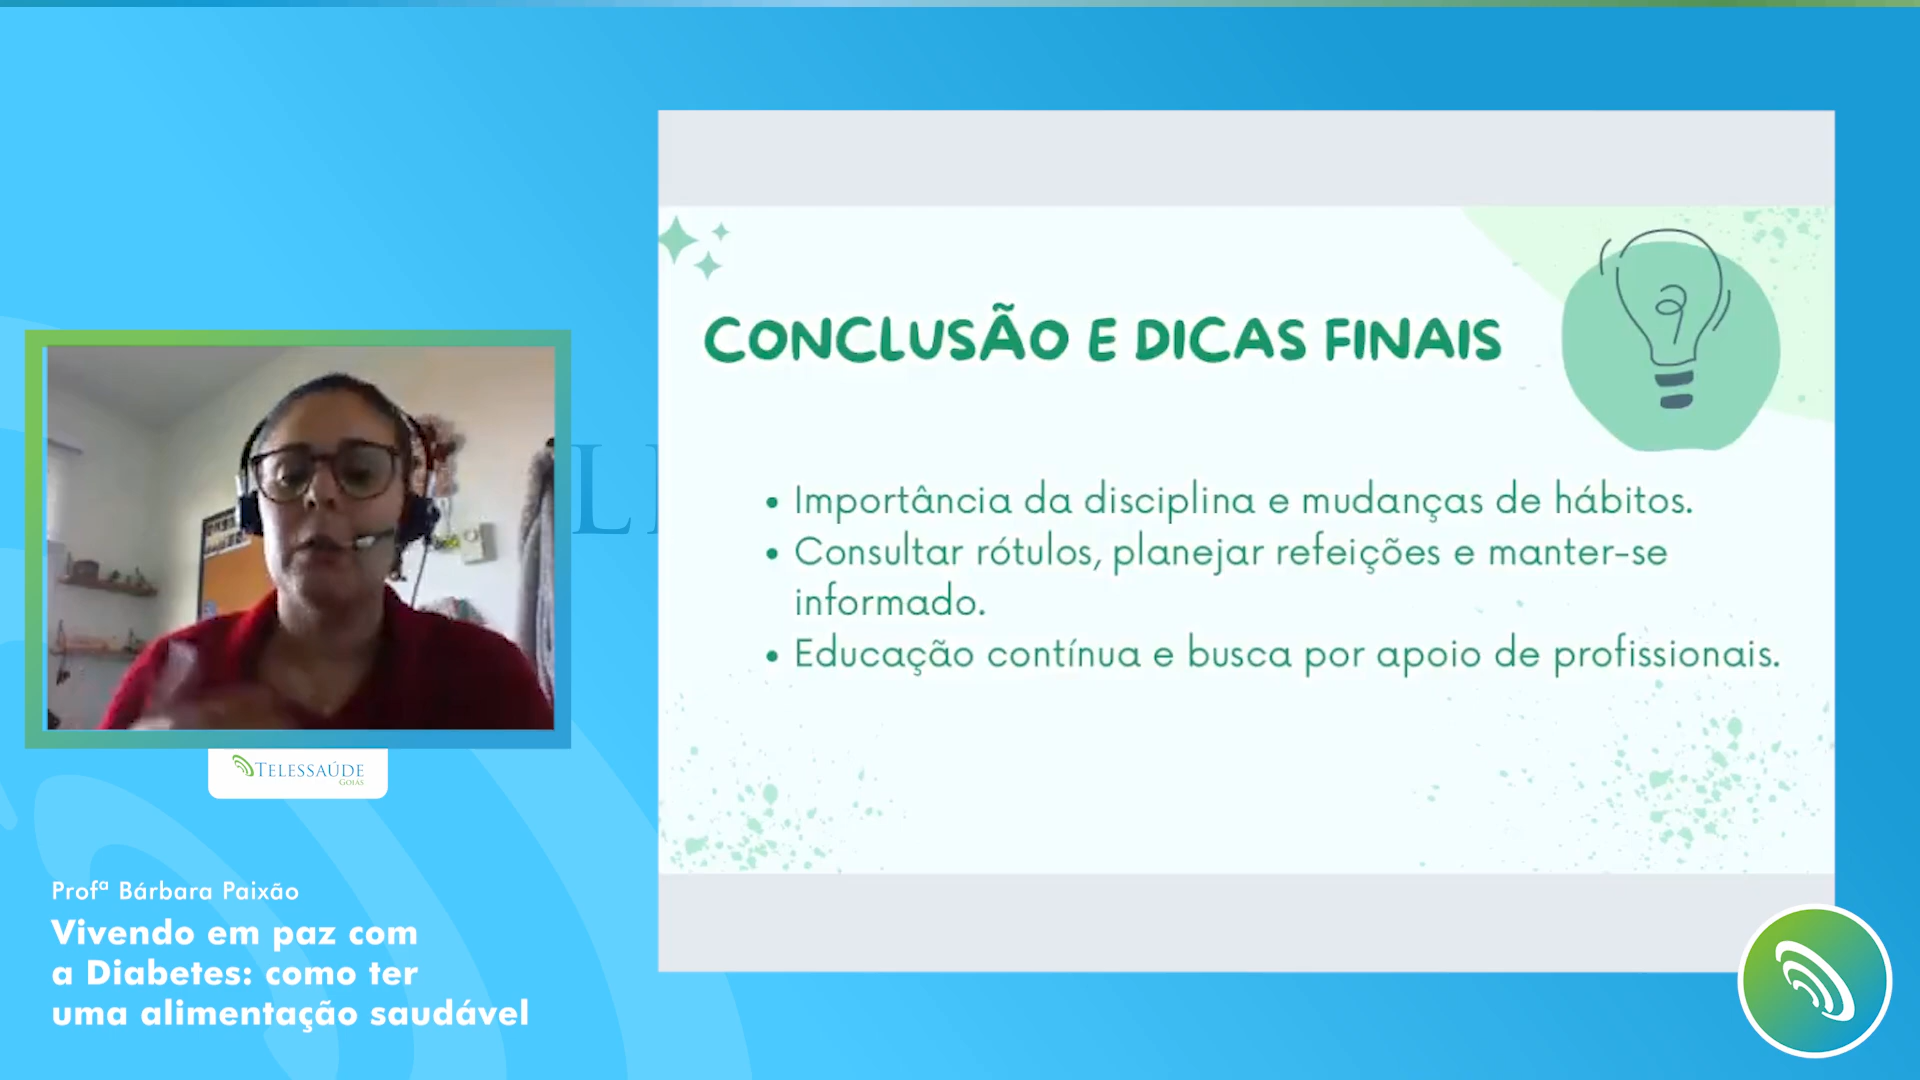 CONCLUSÃO E DICAS FINAIS
• Importância da disciplina e mudanças de hábitos.
• Consultar rótulos, planejar refeições e manter-se
informado.
• Educação contínua e busca por apoio de profissionais.
TELESSAÚDE
GOIÁS
Profª Bárbara Paixão
Vivendo em paz com
a Diabetes: como ter
uma alimentação saudável